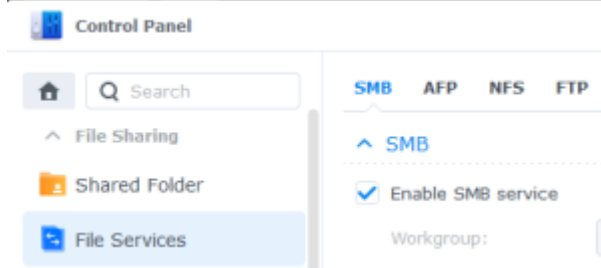 Control Panel
Search
File Sharing
Shared Folder
File Services
SMB AFP NFS FTP
SMB
Enable SMB service
Workgroup: